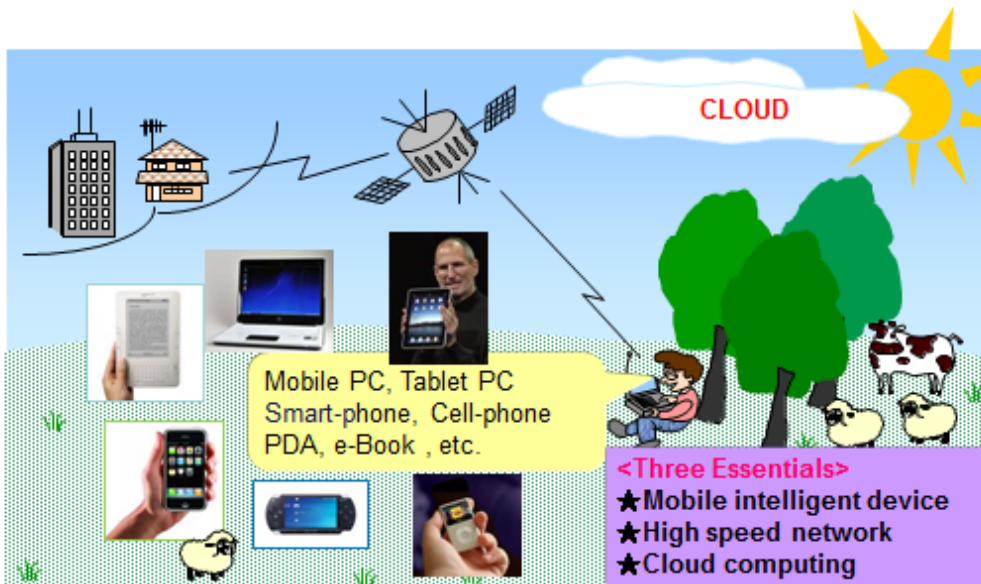 CLOUD
Mobile PC, Tablet PC
Smart-phone, Cell-phone
PDA, e-Book , etc.
<Three Essentials>
★Mobile intelligent device
★High speed network
★Cloud computing